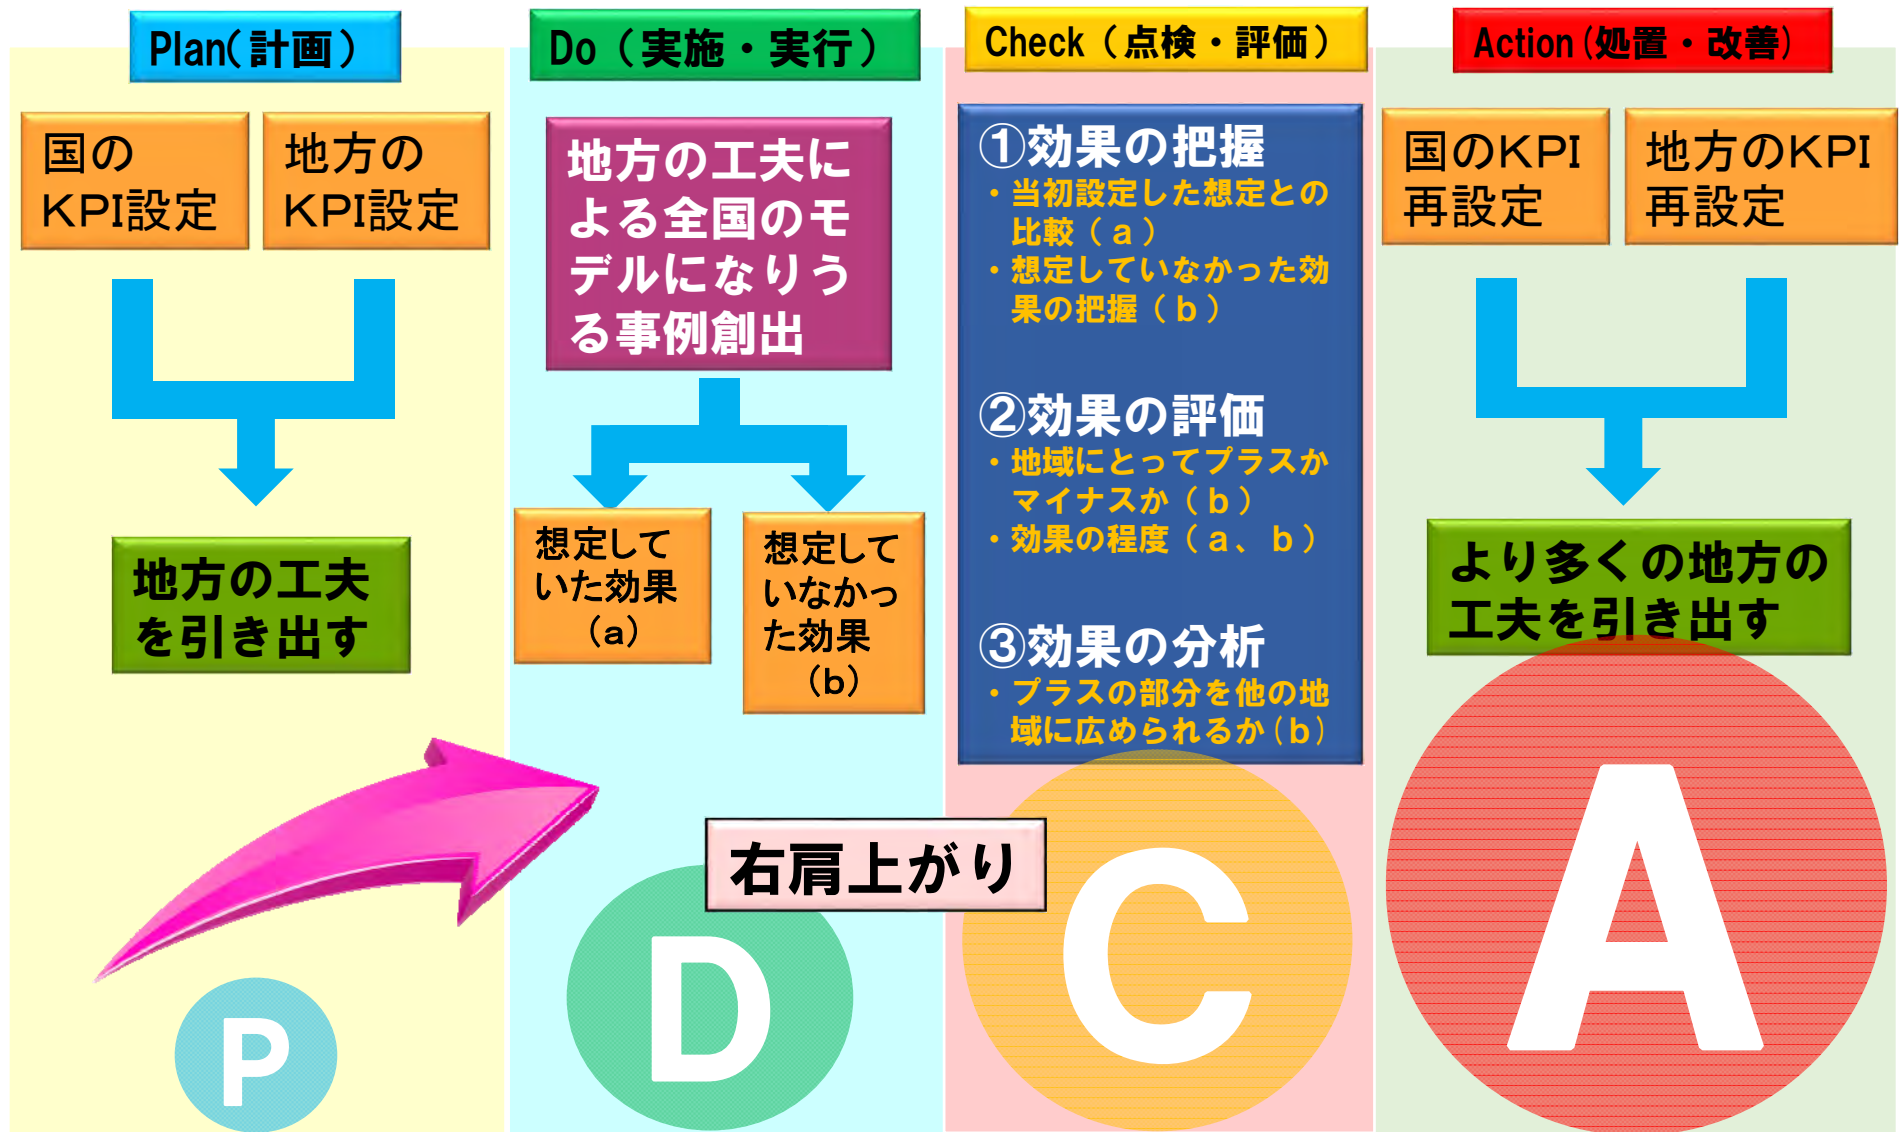 Plan(計画)
国の
KPI設定
地方の
KPI設定
地方の工夫
を引き出す
P
Do(実施・実行)
地方の工夫に
よる全国のモ
デルになりう
る事例創出
想定して
いた効果
(a)
想定して
いなかっ
た効果
(b)
右肩上がり
D
Check(点検・評価)
①効果の把握
・当初設定した想定との
比較(a)
・想定していなかった効
果の把握(b)
②効果の評価
・地域にとってプラスか
マイナスか(b)
・効果の程度(a、b)
③効果の分析
・プラスの部分を他の地
域に広められるか(b)
C
Action(処置・改善)
国のKPI
再設定
地方のKPI
再設定
より多くの地方の
工夫を引き出す
A